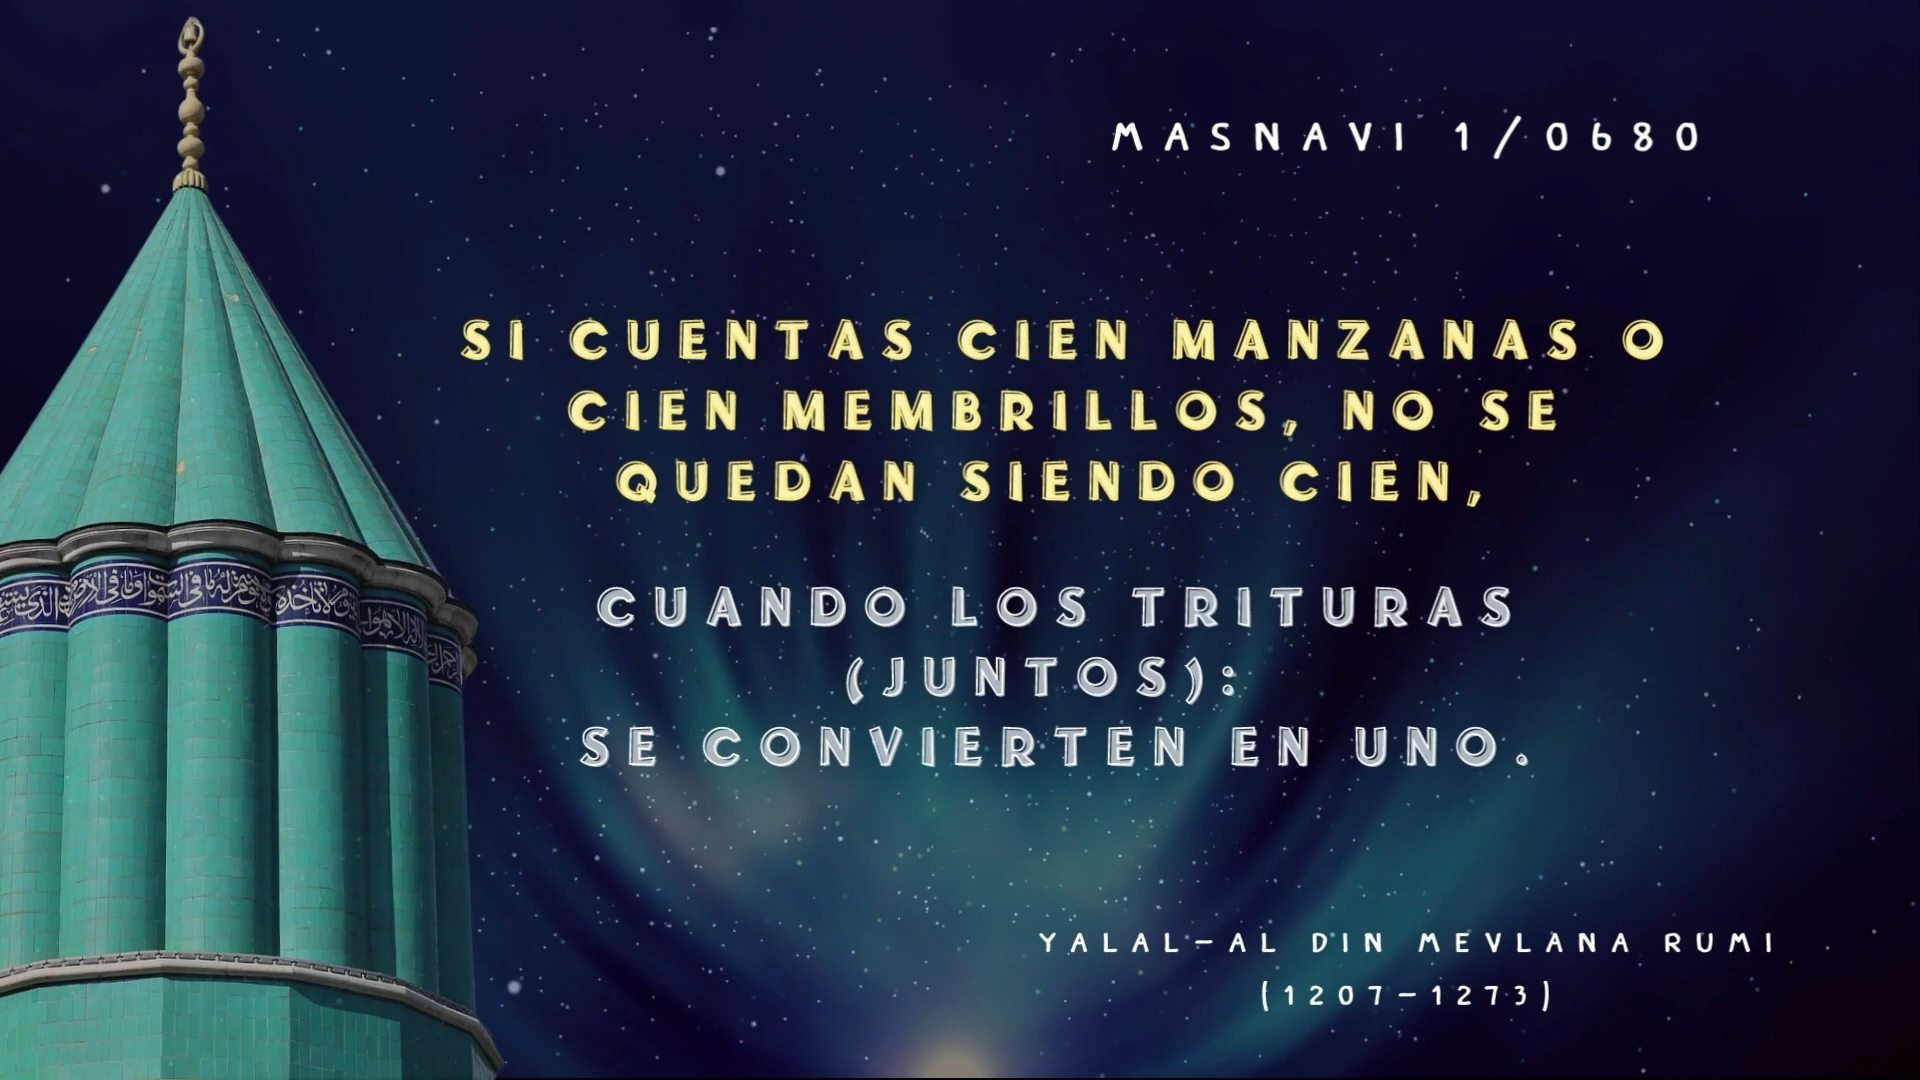 MASNAVI 1/0680
SI CUENTAS CIEN MANZANAS O
CIEN MEMBRILLOS, NO SE
QUEDAN SIENDO CIEN,
CUANDO LOS TRITURAS
(JUNTOS):
SE CONVIERTEN EN UNO.
YALAL-AL DIN MEVLANA RUMI
(1207-1273)